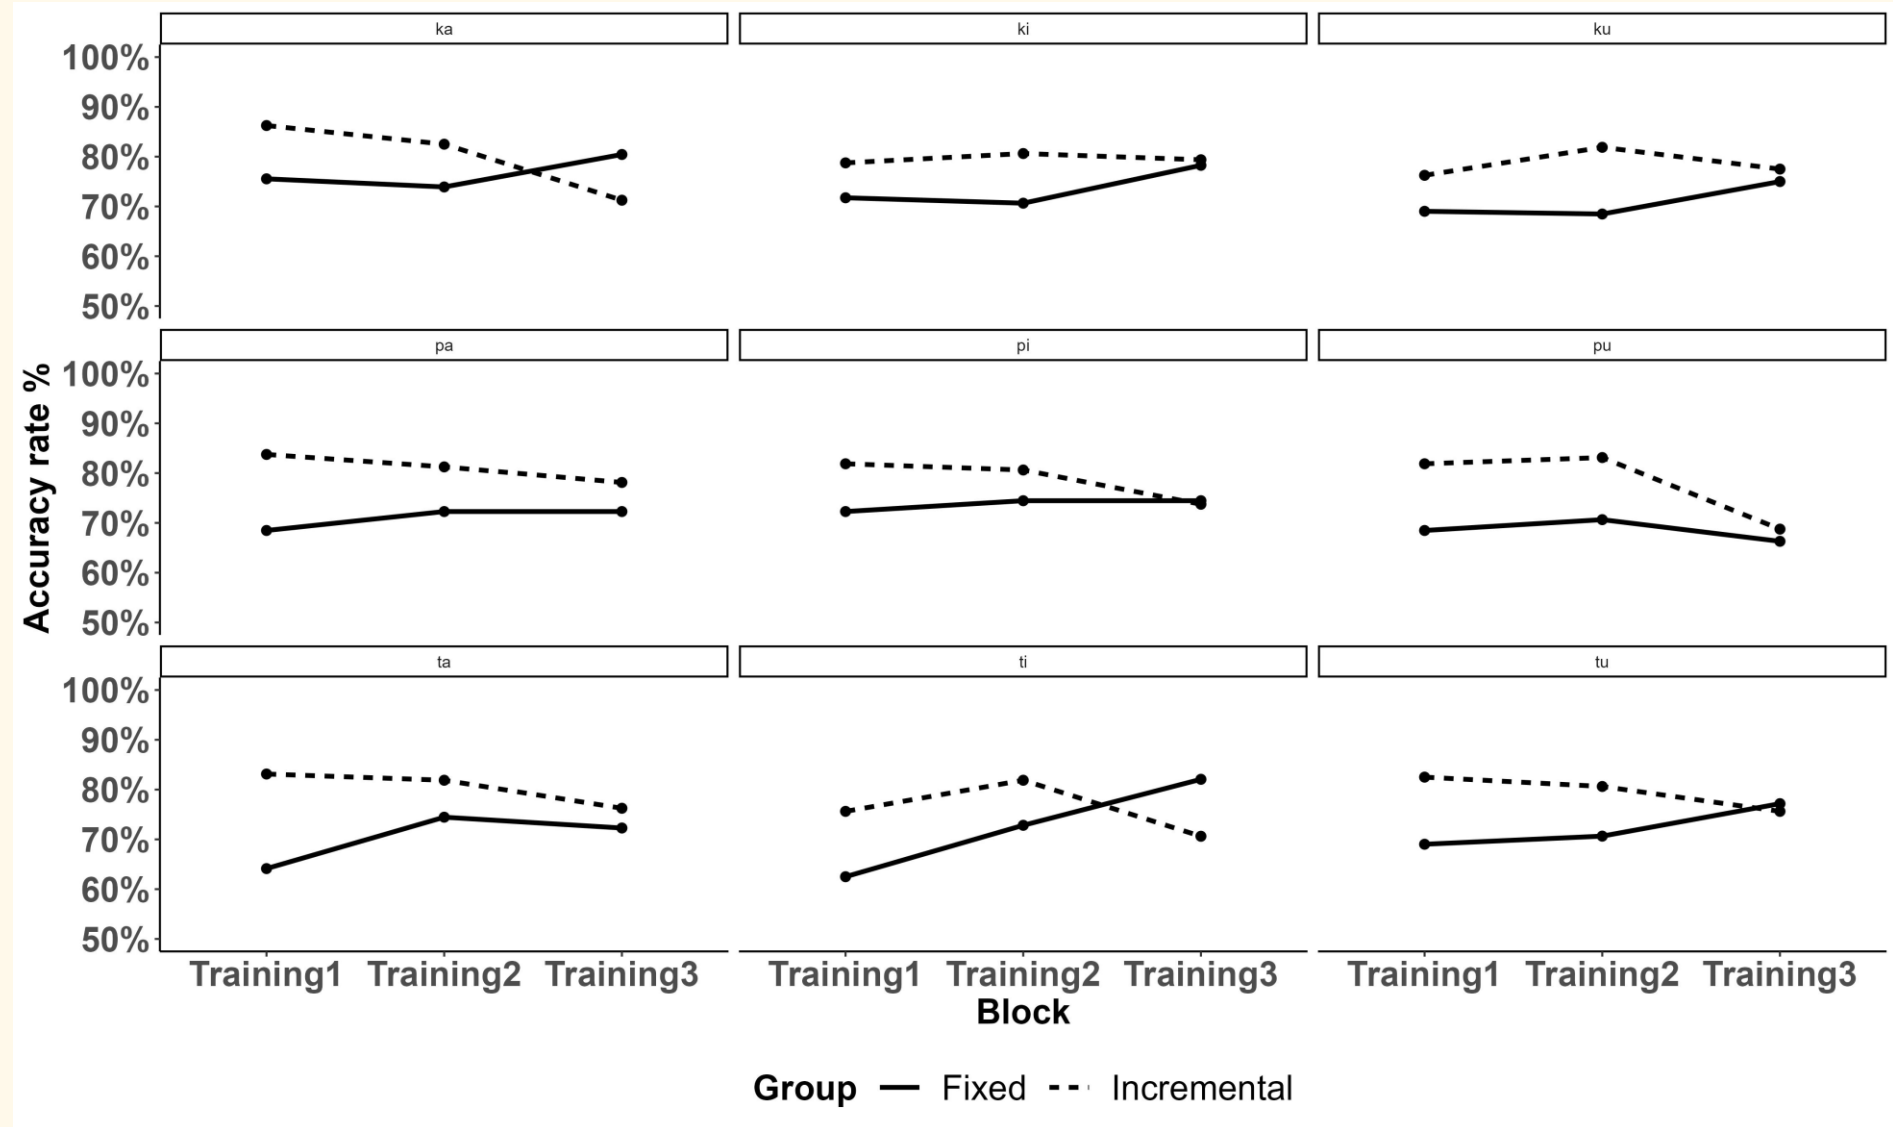 ka
ki
ku
100%
90%
80%
70%
60%
50%
pa
pi
pu
100%
90%
80%
70%
60%
50%
ta
ti
tu
100%
90%
80%
70%
60%
50%
Accuracy rate %
Training1 Training2 Training3
Training1 Training2 Training3
Training1 Training2 Training3
Block
Group Fixed Incremental